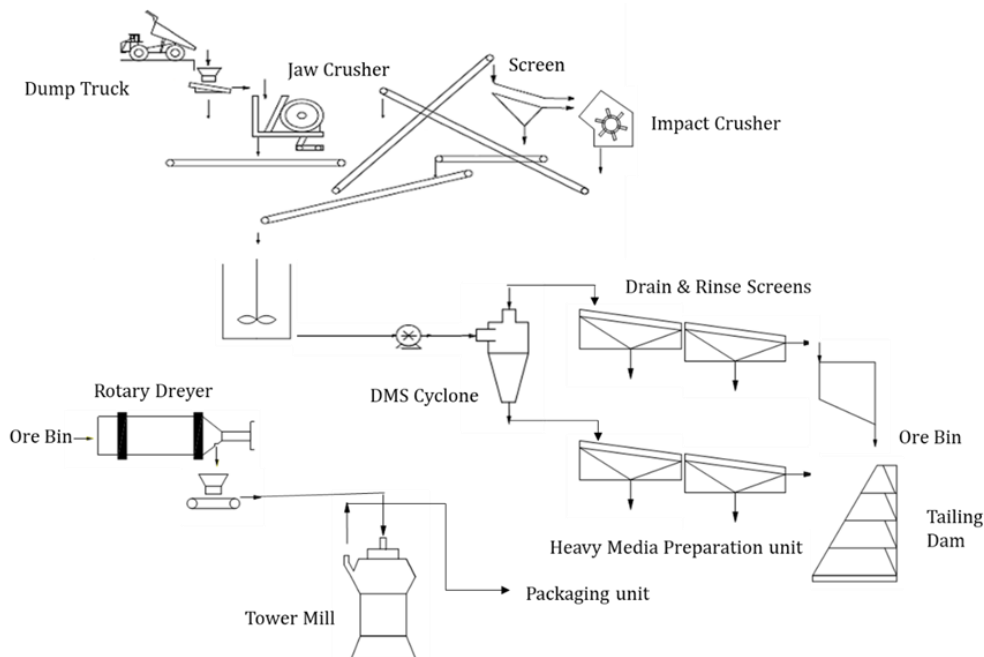 Dump Truck
Jaw Crusher
Screen
Impact Crusher
Drain & Rinse Screens
DMS Cyclone
Rotary Dreyer
Ore Bin
Ore Bin
Tailing
Dam
Heavy Media Preparation unit
Packaging unit
Tower Mill